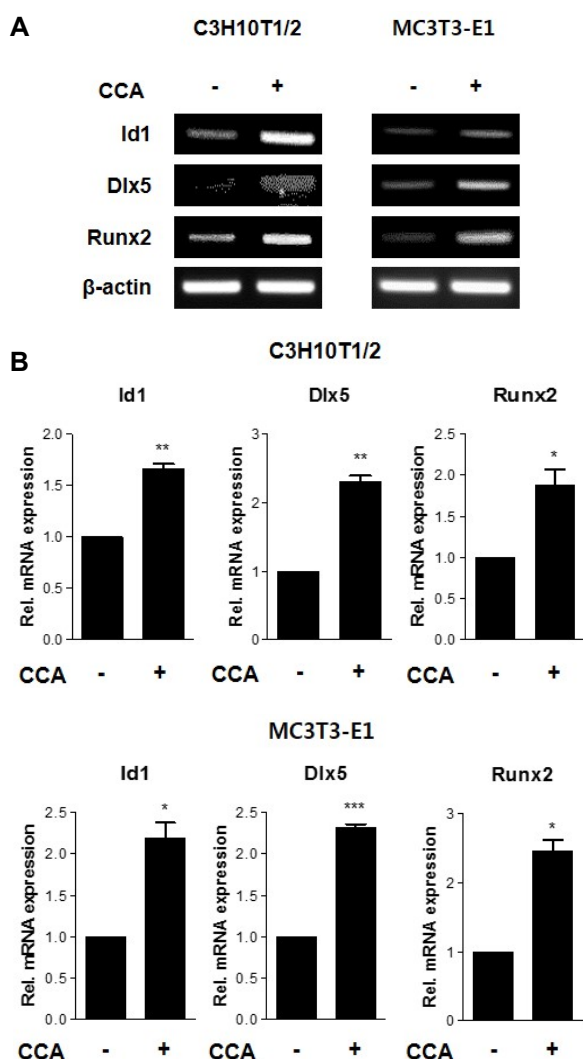 A
C3H10T1/2 MC3T3-E1
CCA - + - +
Id1
Dlx5
Runx2
β-actin
B
C3H10T1/2
Id1 Dlx5 Runx2
Rel. mRNA expression
2.0
1.5
1.0
0.5
0.0
**
Rel. mRNA expression
3
2
1
0
**
Rel. mRNA expression
2.5
2.0
1.5
1.0
0.5
0.0
*
CCA - + CCA - + CCA - +
MC3T3-E1
Id1 Dlx5 Runx2
Rel. mRNA expression
2.5
2.0
1.5
1.0
0.5
0.0
*
Rel. mRNA expression
2.5
2.0
1.5
1.0
0.5
0.0
***
Rel. mRNA expression
3
2
1
0
*
CCA - + CCA - + CCA - +